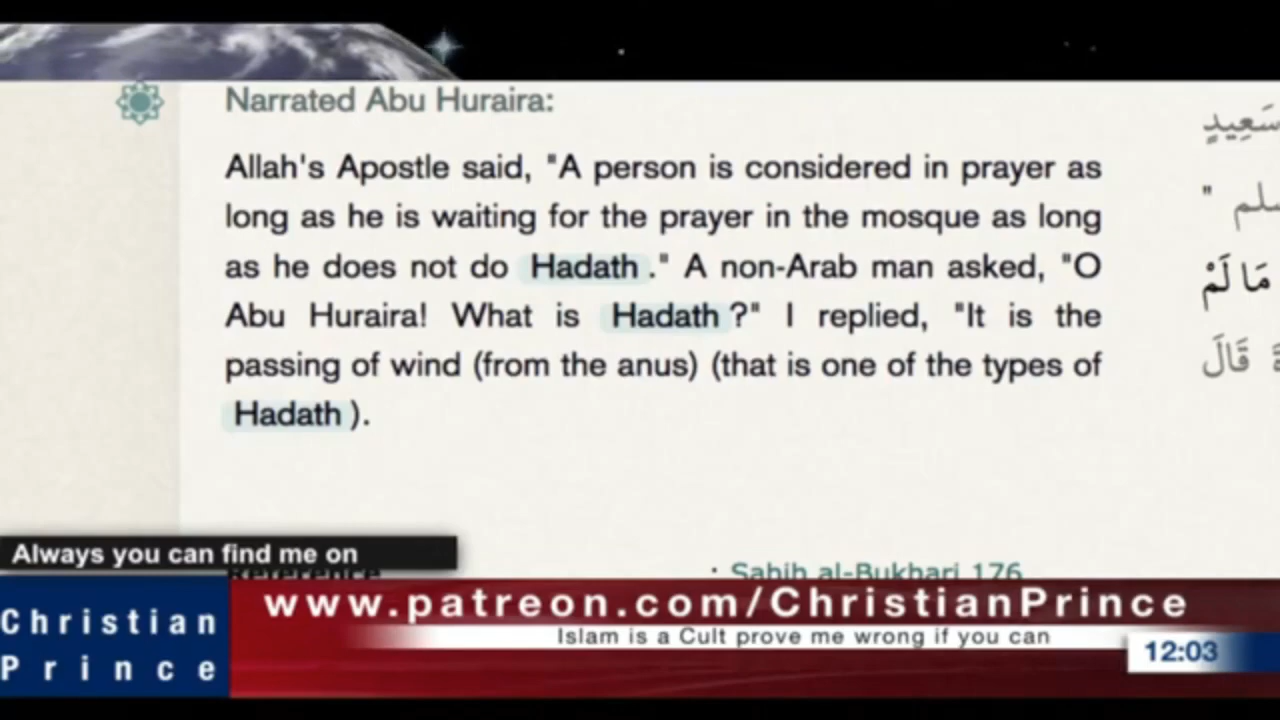 Narrated Abu Huraira:
سَعِيدٍ
Allah's Apostle said, "A person is considered in prayer as
long as he is waiting for the prayer in the mosque as long
as he does not do Hadath ." A non-Arab man asked, "O
مَا لَمْ
Abu Huraira! What is Hadath ?" I replied, "It is the
passing of wind (from the anus) (that is one of the types of
قَالَ
Hadath ).
Always you can find me on
Reference : Sahih al-Bukhari 176
www.patreon.com/ChristianPrince
Islam is a Cult prove me wrong if you can
Christian
Prince
12:03